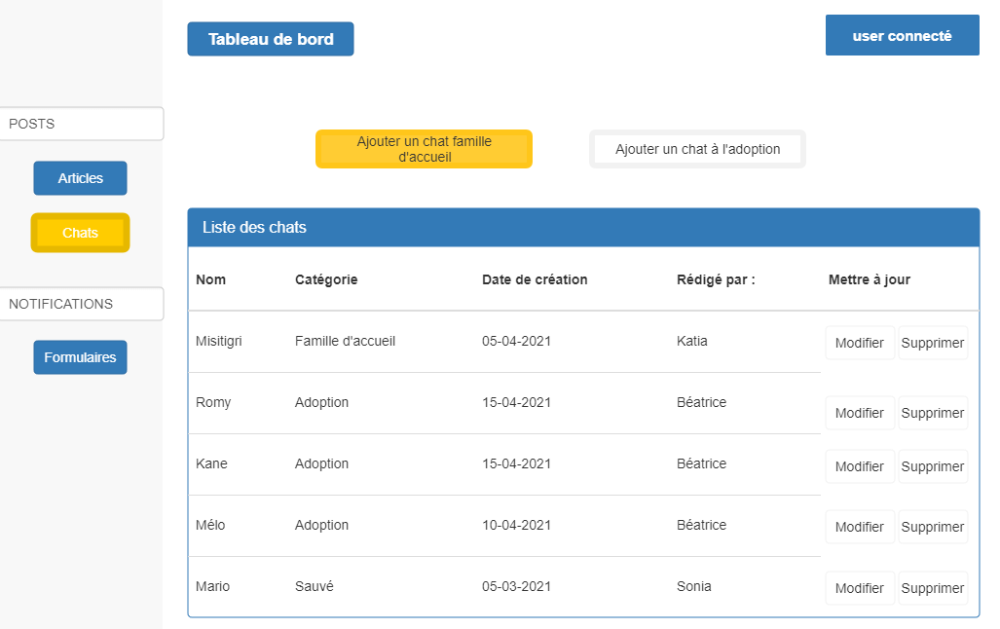 Tableau de bord
user connecté
POSTS
Articles
Chats
NOTIFICATIONS
Formulaires
Ajouter un chat famille
d'accueil
Ajouter un chat à l'adoption
Liste des chats
Nom Catégorie Date de création Rédigé par : Mettre à jour
Misitigri Famille d'accueil 05-04-2021 Katia Modifier Supprimer
Romy Adoption 15-04-2021 Béatrice Modifier Supprimer
Kane Adoption 15-04-2021 Béatrice Modifier Supprimer
Mélo Adoption 10-04-2021 Béatrice Modifier Supprimer
Mario Sauvé 05-03-2021 Sonia Modifier Supprimer